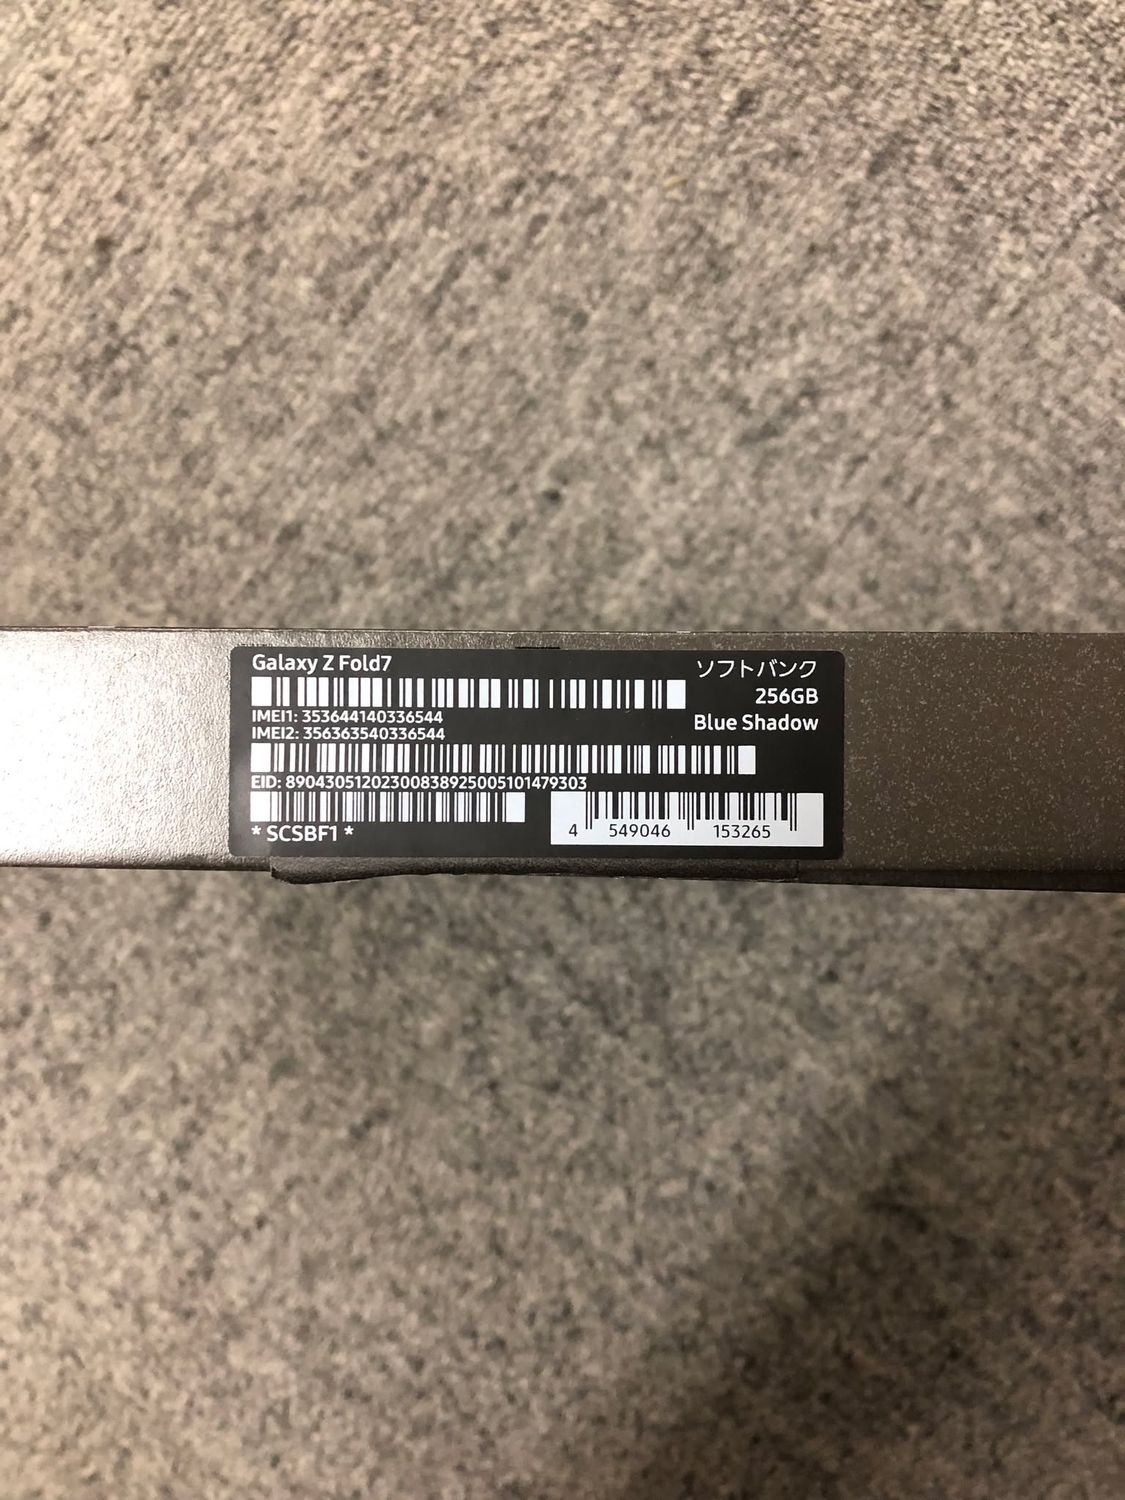 Galaxy Z Fold7
ソフトバンク
256GB
Blue Shadow
IMEI1: 353644140336544
IMEI2: 356363540336544
EID: 89043051202300838925005101479303
* SCSBF1 *
4 549046 153265